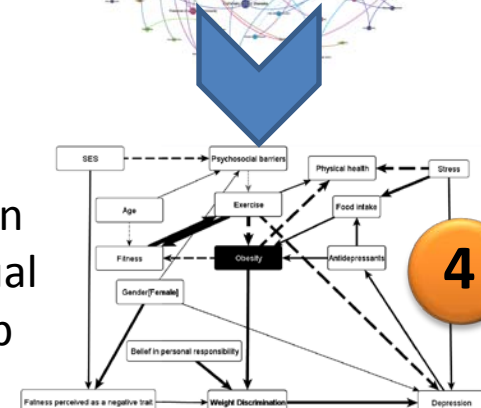 SES
Psychosocial barriers
Physical health
Stress
Age
Exercise
Food intake
Fitness
Obesity
Antidepressants
4
Gender[Female]
Belief in personal responsibility
Fatness perceived as a negative trait
Weight Discrimination
Depression